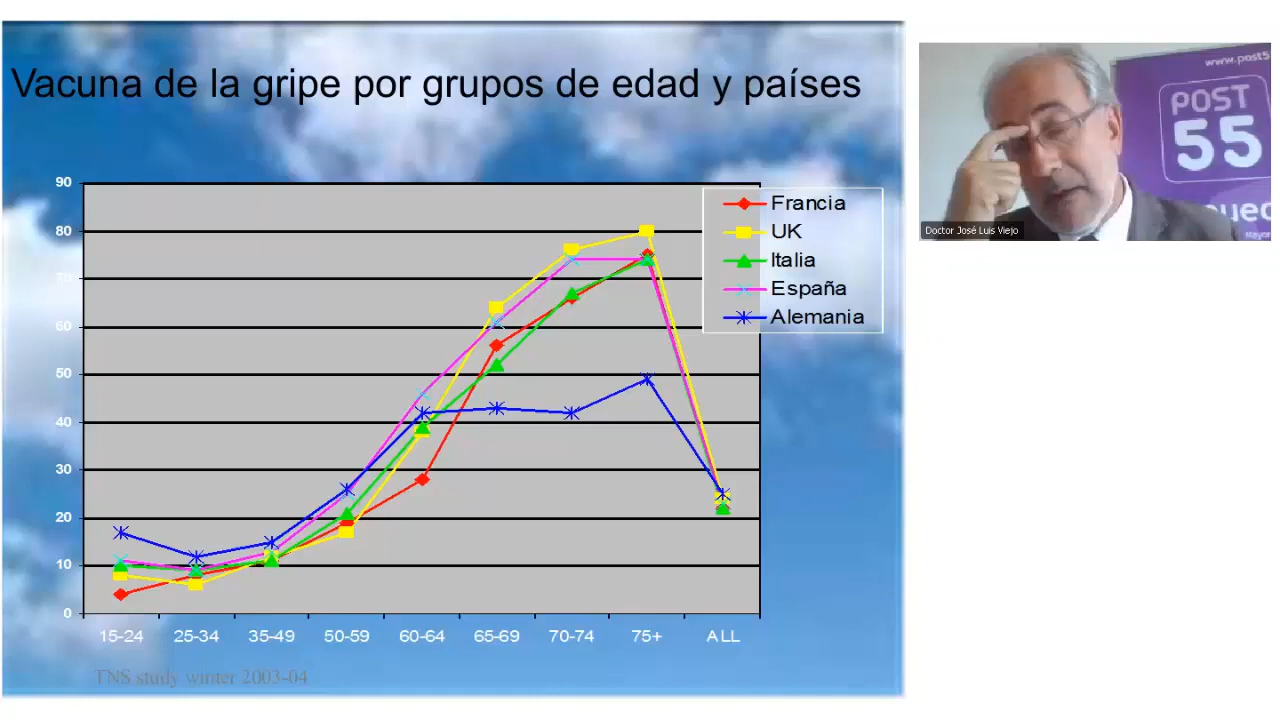 Vacuna de la gripe por grupos de edad y países
90
80
70
60
50
40
30
20
10
0
15-24 25-34 35-49 50-59 60-64 65-69 70-74 75+ ALL
Francia
UK
Italia
España
Alemania
TNS study winter 2003-04
www.post5
POST
55
Doctor José Luis Viejo